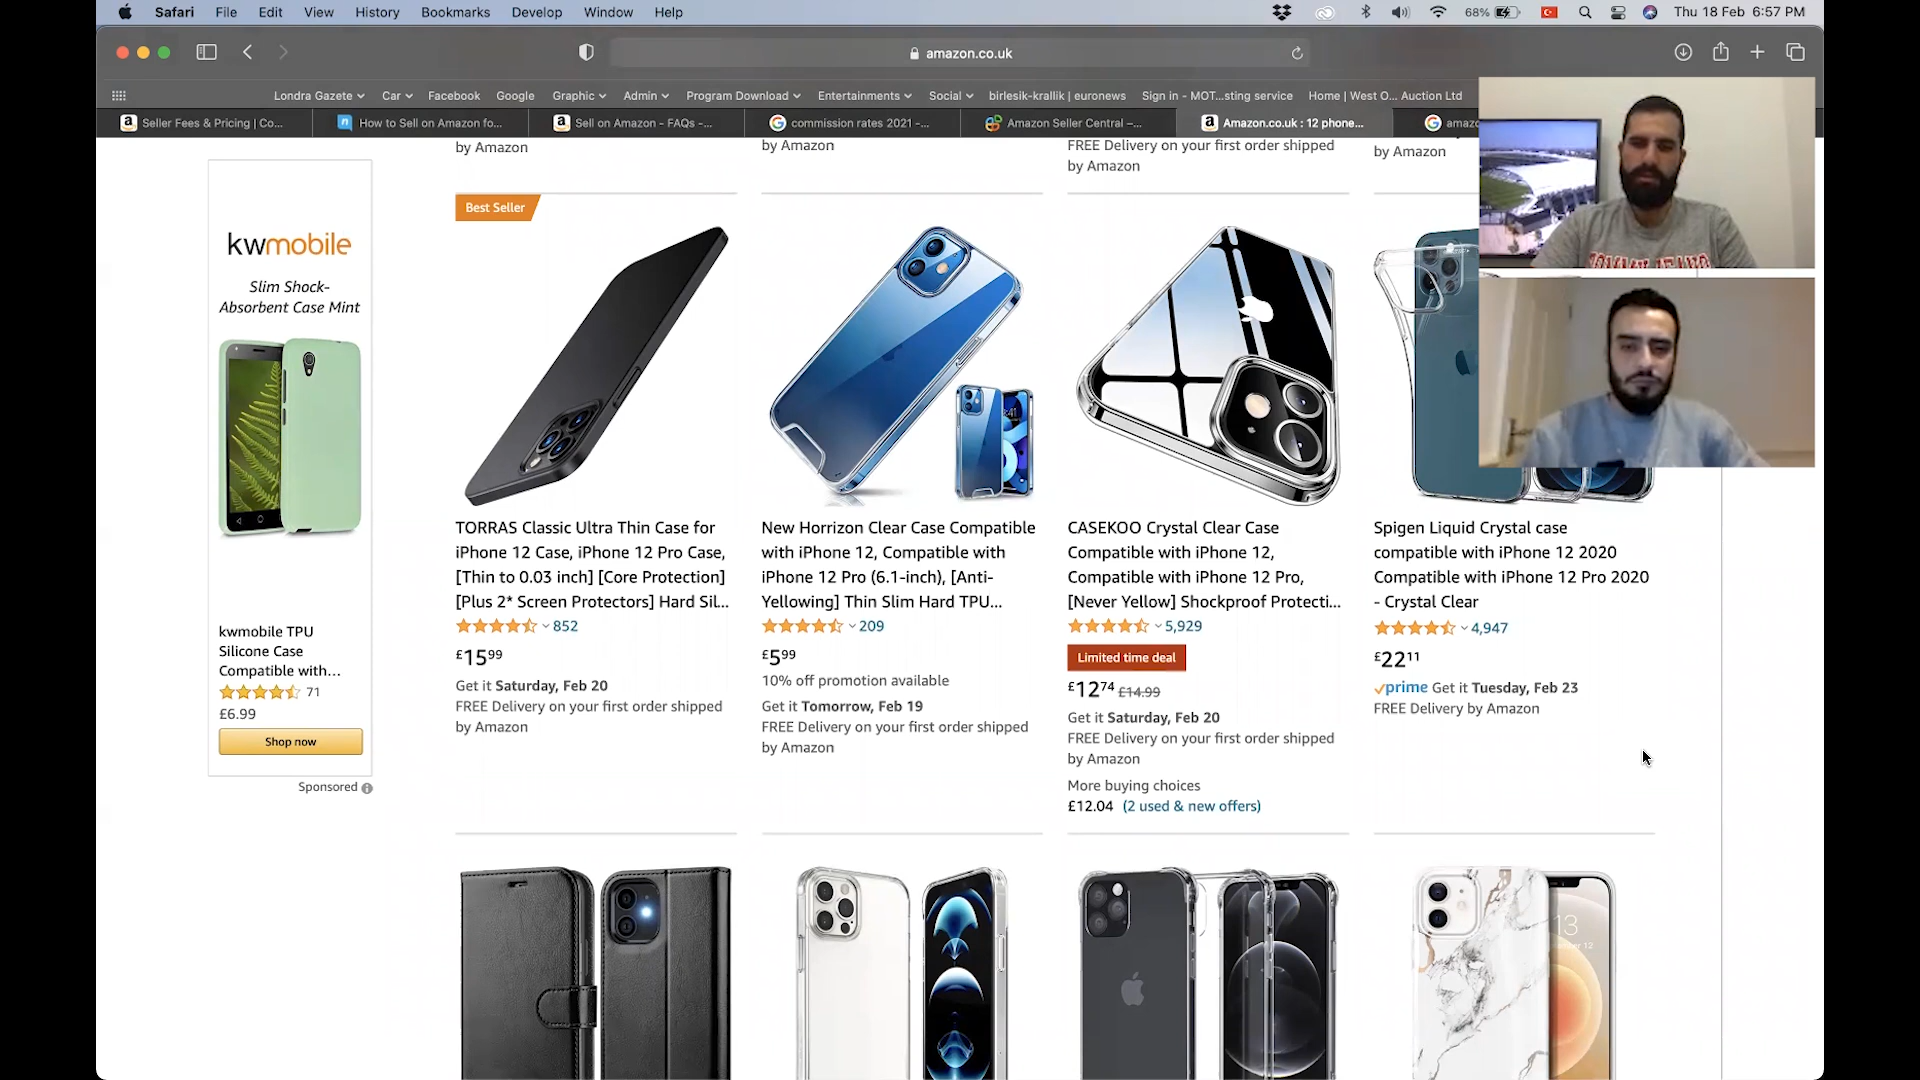 Safari File Edit View History Bookmarks Develop Window Help
68%
Thu 18 Feb 6:57 PM
amazon.co.uk
Londra Gazete Car Facebook Google Graphic Admin Program Download Entertainments Social birlesik-krallik | euronews Sign in - MOT...sting service Home | West O... Auction Ltd
Seller Fees & Pricing | Co... How to Sell on Amazon fo... Sell on Amazon - FAQs -... commission rates 2021 -... Amazon Seller Central –... Amazon.co.uk : 12 phone... amazo
by Amazon
by Amazon
FREE Delivery on your first order shipped
by Amazon
by Amazon
kwmobile
Slim Shock-
Absorbent Case Mint
kwmobile TPU
Silicone Case
Compatible with...
71
£6.99
Shop now
Sponsored
Best Seller
TORRAS Classic Ultra Thin Case for
iPhone 12 Case, iPhone 12 Pro Case,
[Thin to 0.03 inch] [Core Protection]
[Plus 2* Screen Protectors] Hard Sil...
852
£15 99
Get it Saturday, Feb 20
FREE Delivery on your first order shipped
by Amazon
New Horrizon Clear Case Compatible
with iPhone 12, Compatible with
iPhone 12 Pro (6.1-inch), [Anti-
Yellowing] Thin Slim Hard TPU...
209
£5 99
10% off promotion available
Get it Tomorrow, Feb 19
FREE Delivery on your first order shipped
by Amazon
CASEKOO Crystal Clear Case
Compatible with iPhone 12,
Compatible with iPhone 12 Pro,
[Never Yellow] Shockproof Protecti...
5,929
Limited time deal
£12 74 £14.99
Get it Saturday, Feb 20
FREE Delivery on your first order shipped
by Amazon
More buying choices
£12.04 (2 used & new offers)
Spigen Liquid Crystal case
compatible with iPhone 12 2020
Compatible with iPhone 12 Pro 2020
- Crystal Clear
4,947
£22 11
prime Get it Tuesday, Feb 23
FREE Delivery by Amazon
13